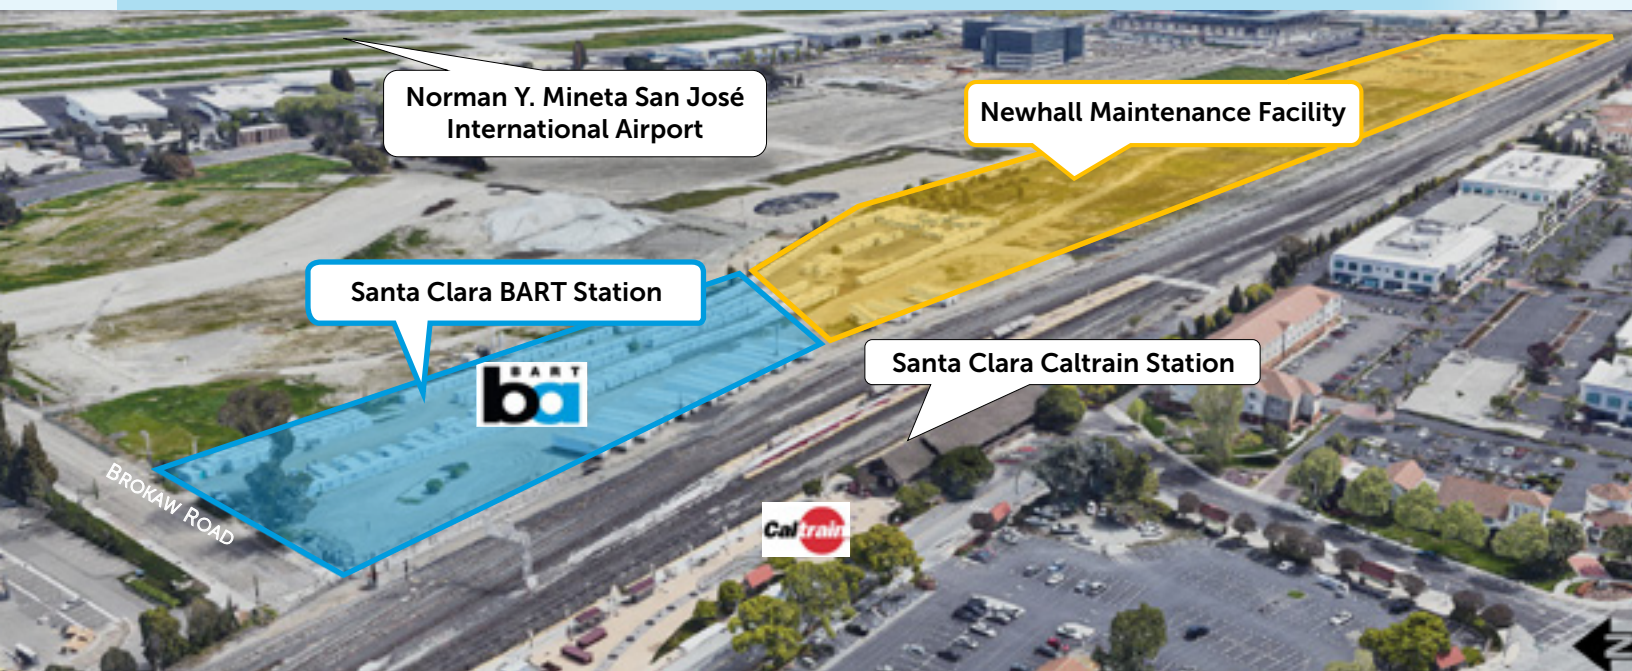 Norman Y. Mineta San José
International Airport
Newhall Maintenance Facility
Santa Clara BART Station
BART
ba
Santa Clara Caltrain Station
BROKAW ROAD
Caltrain
N